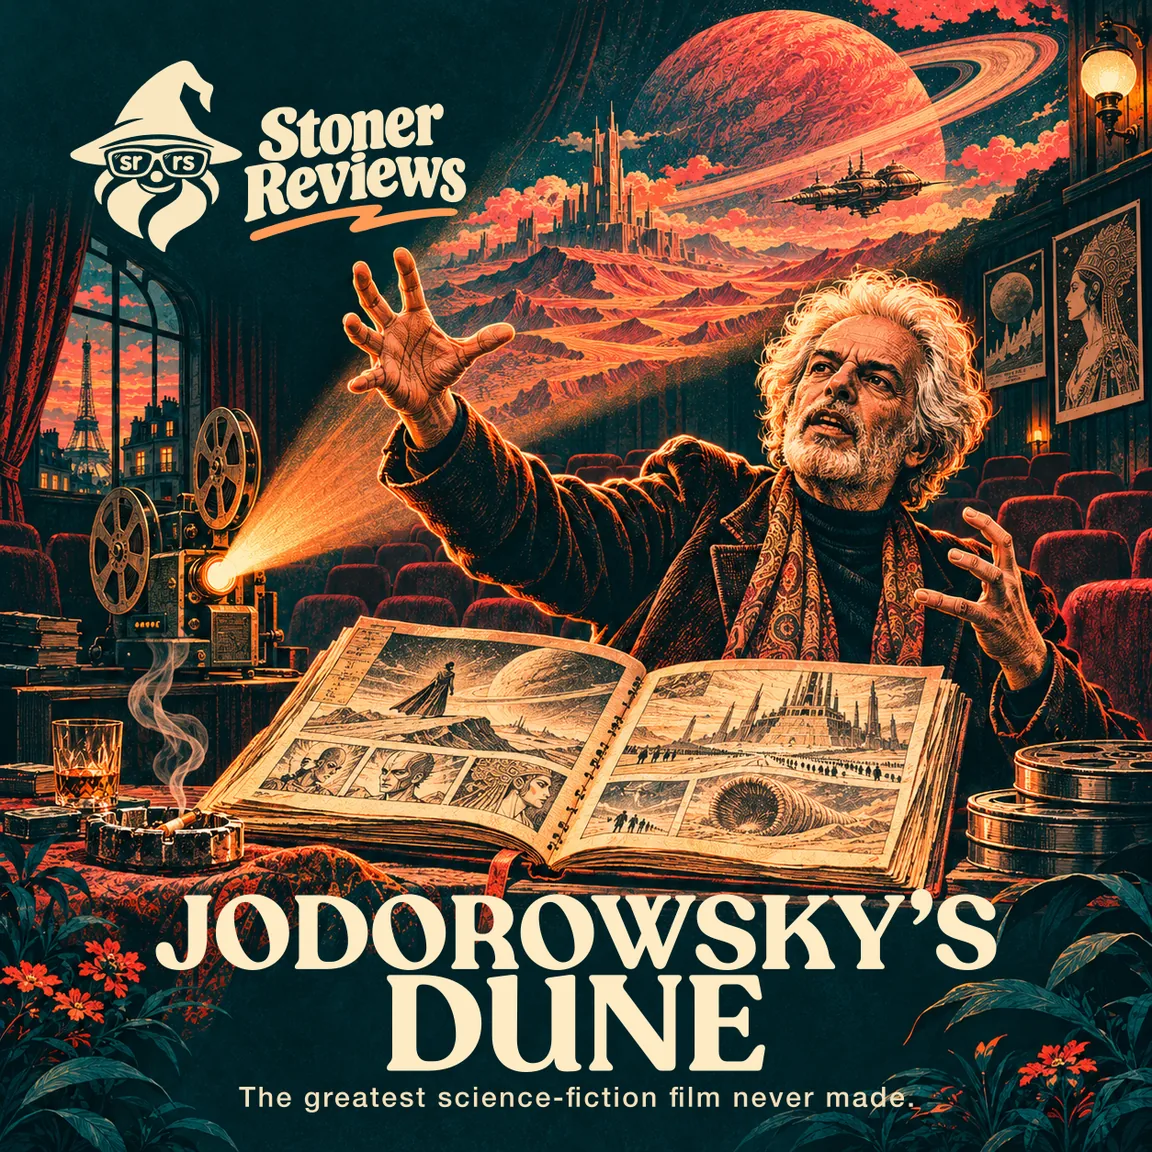 sr rs
Stoner
Reviews
JODOROWSKY'S
DUNE
The greatest science-fiction film never made.